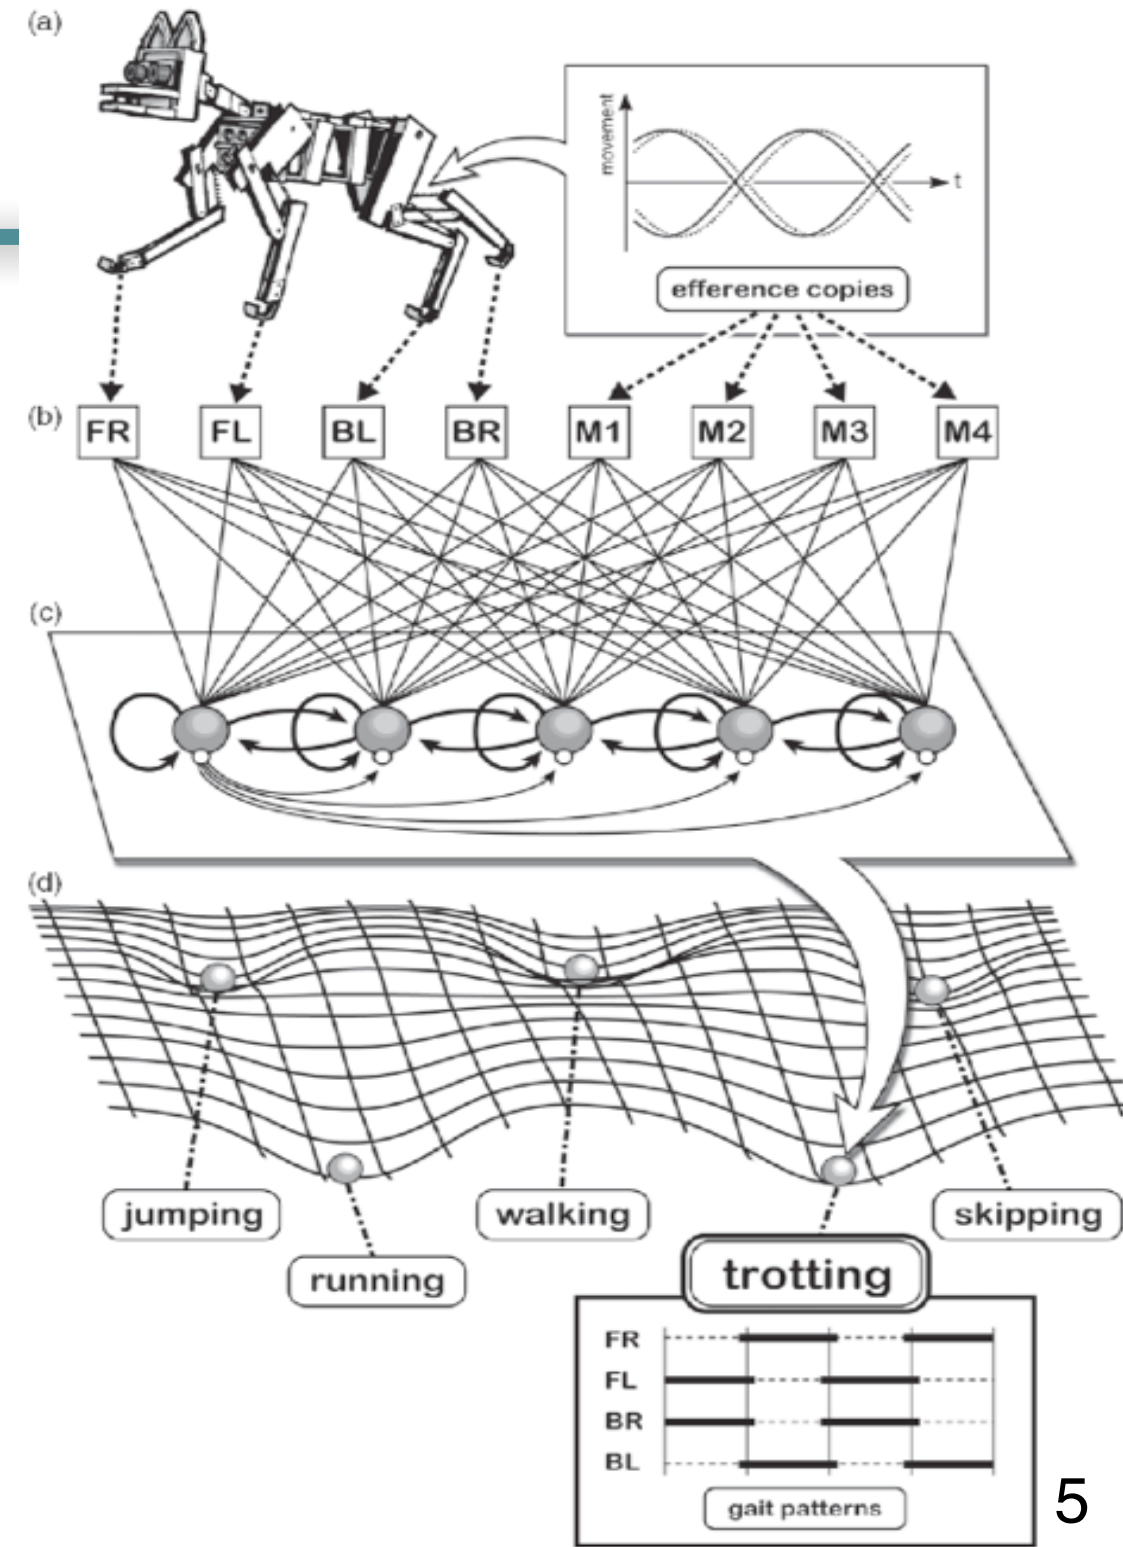 (a)
movement
t
efference copies
(b)
FR FL BL BR M1 M2 M3 M4
(c)
(d)
jumping walking skipping
running
trotting
FR
FL
BR
BL
gait patterns
5